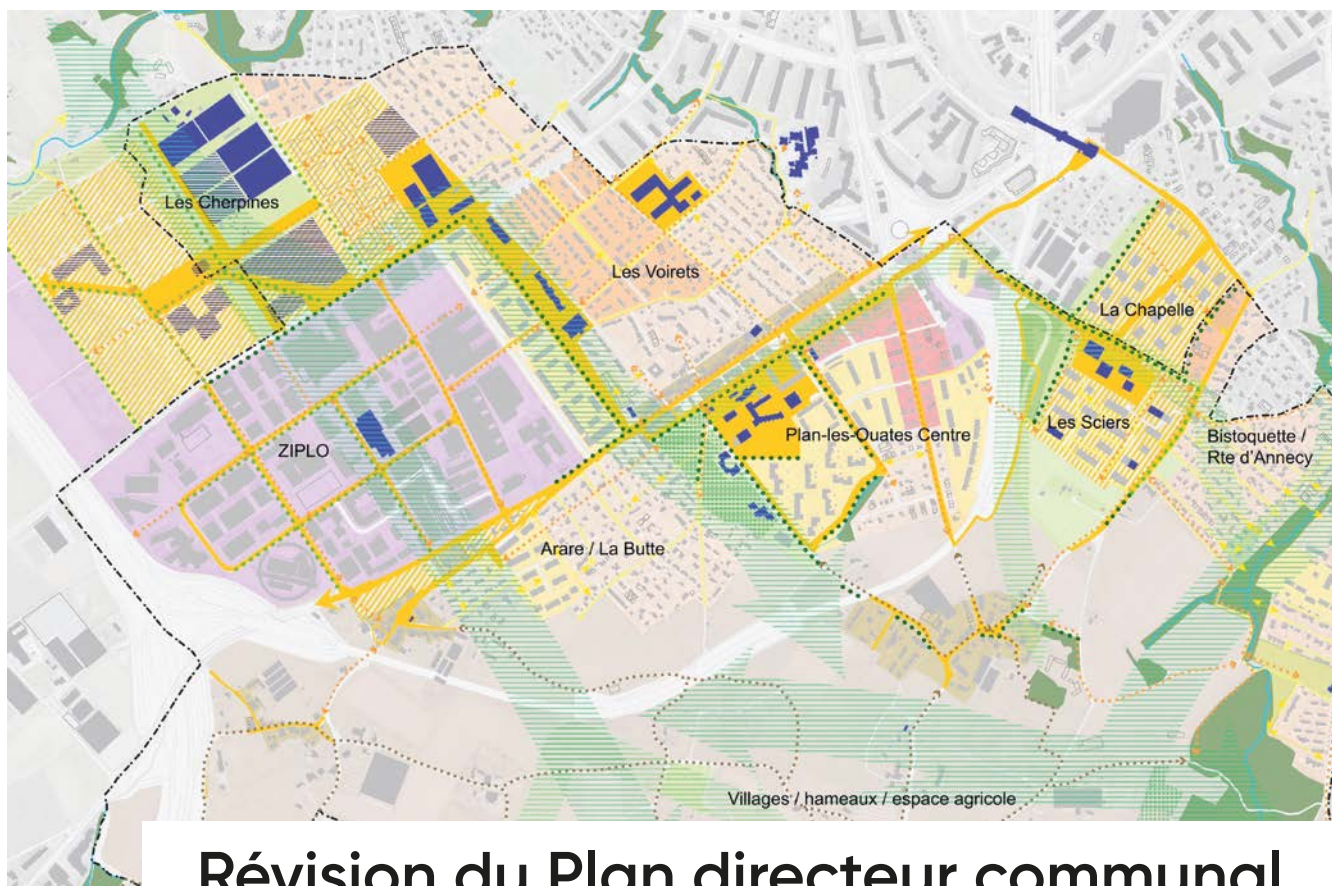 Les Cherpines
Les Voirets
La Chapelle
Les Sciers
Plan-les-Ouates Centre
Bistoquette /
Rte d'Annecy
ZIPLO
Arare / La Butte
Villages / hameaux / espace agricole
Révision du Plan directeur communal